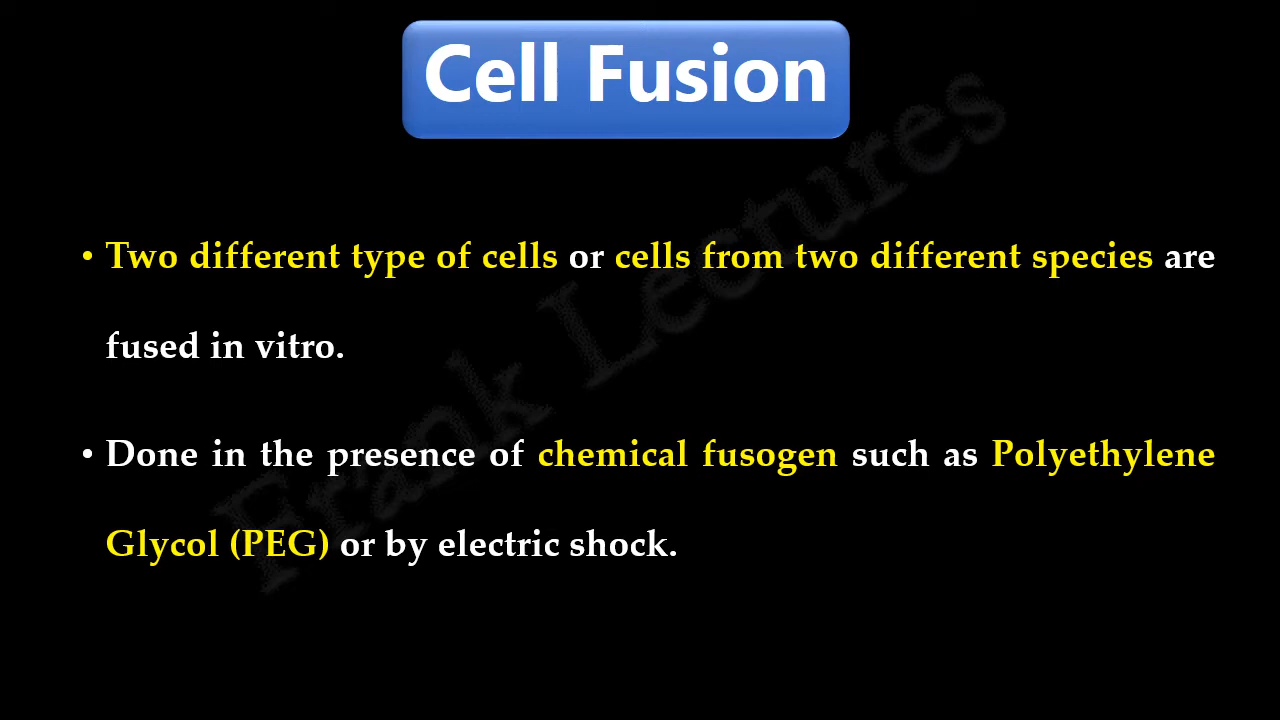 Cell Fusion
• Two different type of cells or cells from two different species are
fused in vitro.
• Done in the presence of chemical fusogen such as Polyethylene
Glycol (PEG) or by electric shock.
Frank Lectures